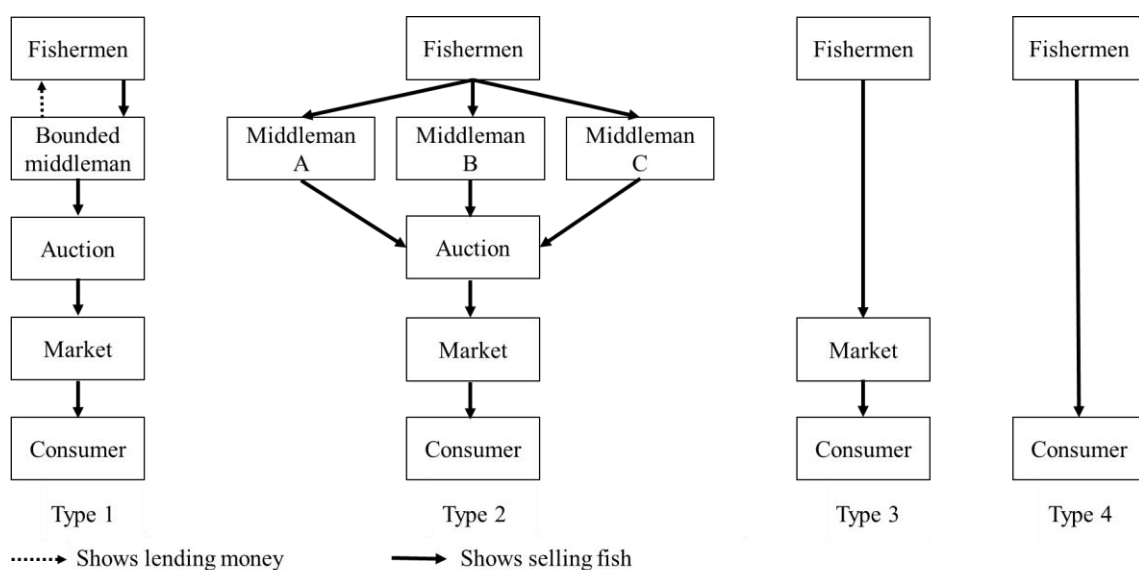 Fishermen
Fishermen
Fishermen
Fishermen
Bounded
middleman
Middleman
A
Middleman
B
Middleman
C
Auction
Auction
Market
Market
Market
Consumer
Consumer
Consumer
Consumer
Type 1
Type 2
Type 3
Type 4
Shows lending money
Shows selling fish